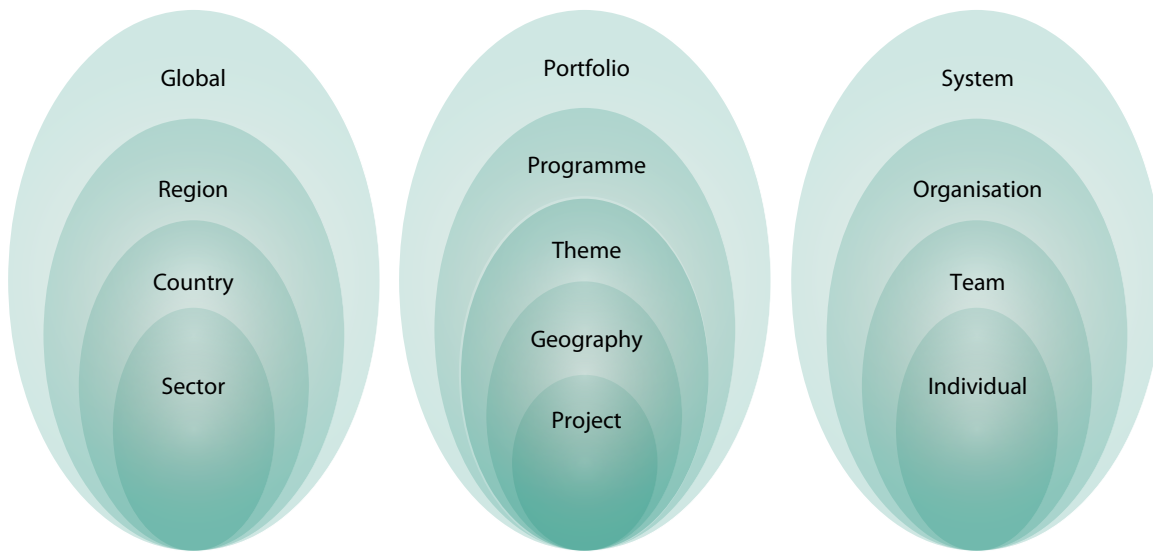 Global
Region
Country
Sector
Portfolio
Programme
Theme
Geography
Project
System
Organisation
Team
Individual